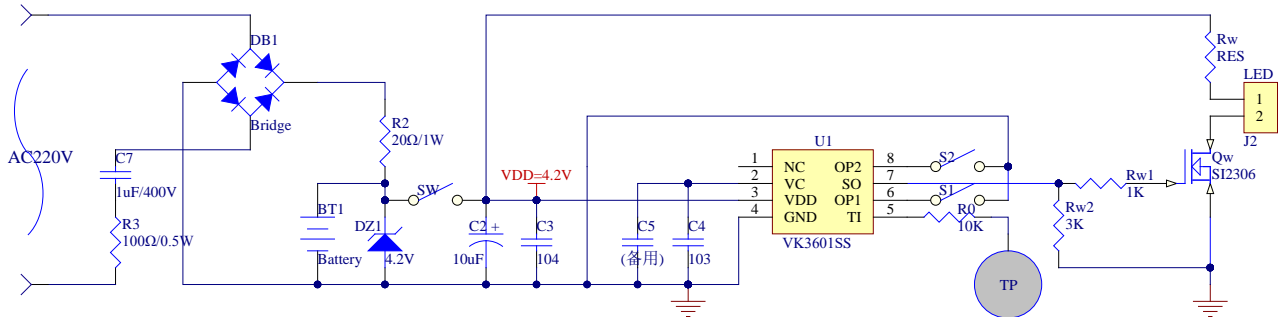 DB1
Bridge
AC220V
C7
1uF/400V
R3
100Ω/0.5W
R2
20Ω/1W
BT1
Battery
DZ1
4.2V
SW
VDD=4.2V
C2 +
10uF
C3
104
C5
(备用)
C4
103
U1
1 NC OP2 8
2 VC SO 7
3 VDD OP1 6
4 GND TI 5
VK3601SS
S2
S1
R0
10K
TP
Rw1
1K
Rw2
3K
Rw
RES
LED
1
2
J2
Qw
SI2306